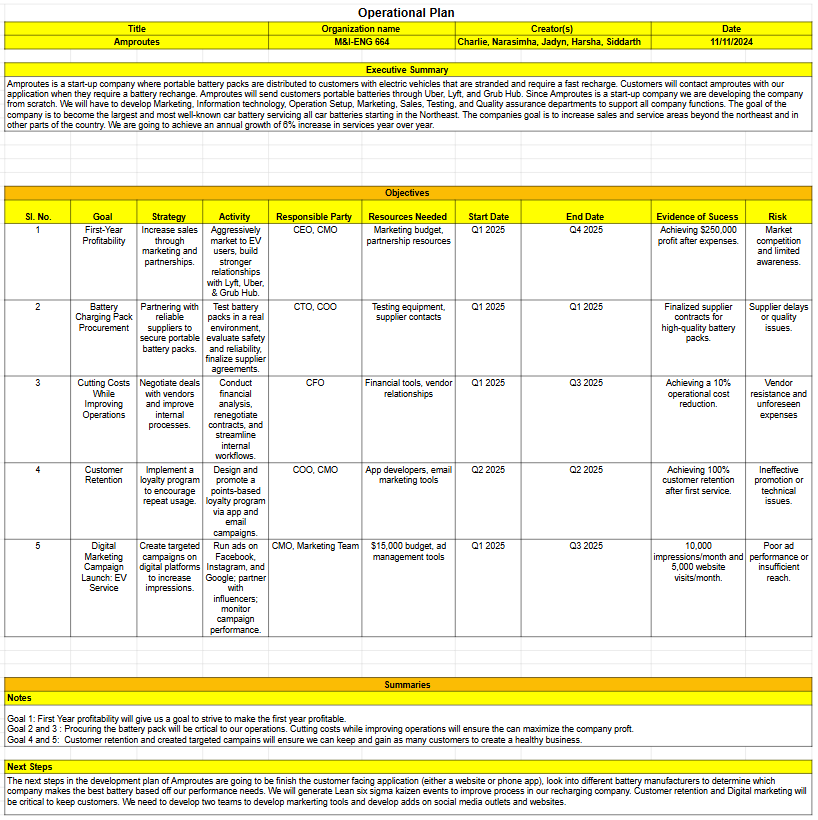 Operational Plan
Title Organization name Creator(s) Date
Amproutes M&I-ENG 664 Charlie, Narasimha, Jadyn, Harsha, Siddarth 11/11/2024
Executive Summary
Amproutes is a start-up company where portable battery packs are distributed to customers with electric vehicles that are stranded and require a fast recharge. Customers will contact amproutes with our
application when they require a battery recharge. Amproutes will send customers portable batteries through Uber, Lyft, and Grub Hub. Since Amproutes is a start-up company we are developing the company
from scratch. We will have to develop Marketing, Information technology, Operation Setup, Marketing, Sales, Testing, and Quality assurance departments to support all company functions. The goal of the
company is to become the largest and most well-known car battery servicing all car batteries starting in the Northeast. The companies goal is to increase sales and service areas beyond the northeast and in
other parts of the country. We are going to achieve an annual growth of 6% increase in services year over year.
Objectives
Sl. No. Goal Strategy Activity Responsible Party Resources Needed Start Date End Date Evidence of Sucess Risk
1
First-Year
Profitability
Increase sales
through
marketing and
partnerships.
Aggressively
market to EV
users, build
stronger
relationships
with Lyft, Uber,
& Grub Hub.
CEO, CMO
Marketing budget,
partnership resources
Q1 2025
Q4 2025
Achieving $250,000
profit after expenses.
Market
competition
and limited
awareness.
2
Battery
Charging Pack
Procurement
Partnering with
reliable
suppliers to
secure portable
battery packs.
Test battery
packs in a real
environment,
evaluate safety
and reliability,
finalize supplier
agreements.
CTO, COO
Testing equipment,
supplier contacts
Q1 2025
Q1 2025
Finalized supplier
contracts for
high-quality battery
packs.
Supplier delays
or quality
issues.
3
Cutting Costs
While
Improving
Operations
Negotiate deals
with vendors
and improve
internal
processes.
Conduct
financial
analysis,
renegotiate
contracts, and
streamline
internal
workflows.
CFO
Financial tools, vendor
relationships
Q1 2025
Q3 2025
Achieving a 10%
operational cost
reduction.
Vendor
resistance and
unforeseen
expenses
4
Customer
Retention
Implement a
loyalty program
to encourage
repeat usage.
Design and
promote a
points-based
loyalty program
via app and
email
campaigns.
COO, CMO
App developers, email
marketing tools
Q2 2025
Q2 2025
Achieving 100%
customer retention
after first service.
Ineffective
promotion or
technical
issues.
5
Digital
Marketing
Campaign
Launch: EV
Service
Create targeted
campaigns on
digital platforms
to increase
impressions.
Run ads on
Facebook,
Instagram, and
Google; partner
with
influencers;
monitor
campaign
performance.
CMO, Marketing Team
$15,000 budget, ad
management tools
Q1 2025
Q3 2025
10,000
impressions/month and
5,000 website
visits/month.
Poor ad
performance or
insufficient
reach.
Summaries
Notes
Goal 1: First Year profitability will give us a goal to strive to make the first year profitable.
Goal 2 and 3 : Procuring the battery pack will be crtical to our operations. Cutting costs while improving operations will ensure the can maximize the company proft.
Goal 4 and 5: Customer retention and created targeted campains will ensure we can keep and gain as many customers to create a healthy business.
Next Steps
The next steps in the development plan of Amproutes are going to be finish the customer facing application (either a website or phone app), look into different battery manufacturers to determine which
company makes the best battery based off our performance needs. We will generate Lean six sigma kaizen events to improve process in our recharging company. Customer retention and Digital marketing will
be critical to keep customers. We need to develop two teams to develop markerting tools and develop adds on social media outlets and websites.